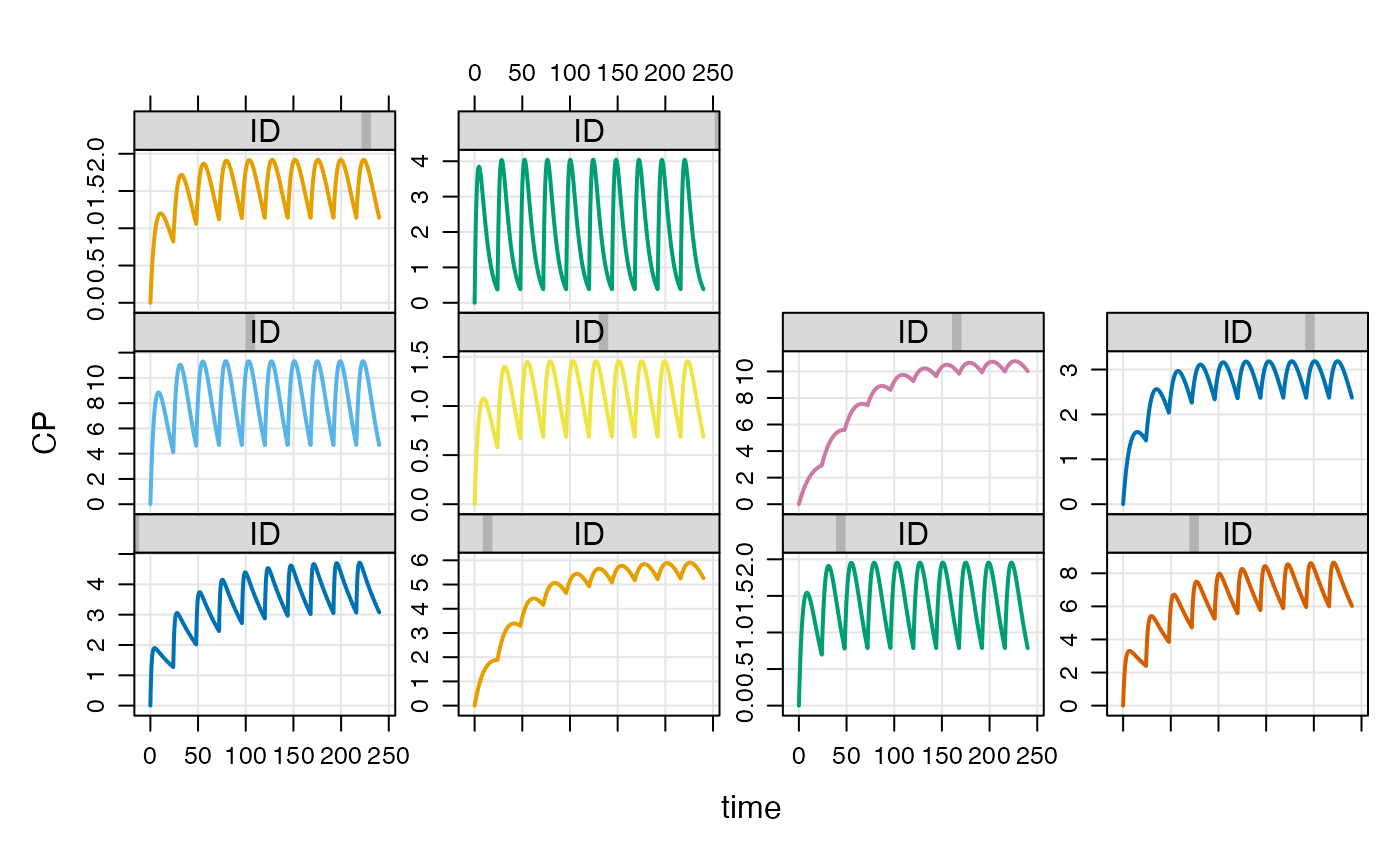 0 50 100 150 200 250
ID ID
0.0 0.5 1.0 1.5 2.0
0 1 2 3 4
ID ID ID ID
0 2 4 6 8 10
0.0 0.5 1.0 1.5
0 2 4 6 8 10
0 1 2 3
CP
ID ID ID ID
0 1 2 3 4
0 1 2 3 4 5 6
0.0 0.5 1.0 1.5 2.0
0 2 4 6 8
0 50 100 150 200 250 0 50 100 150 200 250
time